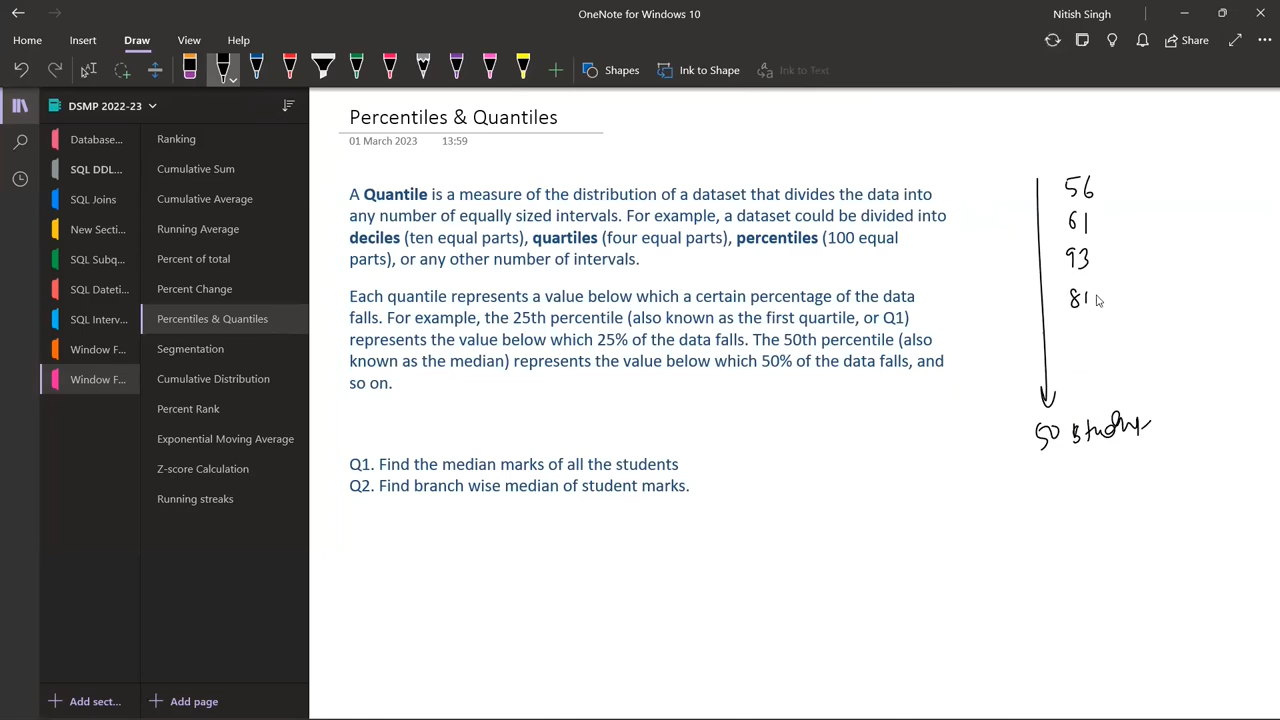 OneNote for Windows 10
Nitish Singh
Home Insert Draw View Help
Share
Shapes Ink to Shape Ink to Text
DSMP 2022-23
Database...
SQL DDL...
SQL Joins
New Secti...
SQL Subq...
SQL Dateti...
SQL Interv...
Window F...
Window F...
Add sect...
Ranking
Cumulative Sum
Cumulative Average
Running Average
Percent of total
Percent Change
Percentiles & Quantiles
Segmentation
Cumulative Distribution
Percent Rank
Exponential Moving Average
Z-score Calculation
Running streaks
Add page
Percentiles & Quantiles
01 March 2023 13:59
A Quantile is a measure of the distribution of a dataset that divides the data into
any number of equally sized intervals. For example, a dataset could be divided into
deciles (ten equal parts), quartiles (four equal parts), percentiles (100 equal
parts), or any other number of intervals.
Each quantile represents a value below which a certain percentage of the data
falls. For example, the 25th percentile (also known as the first quartile, or Q1)
represents the value below which 25% of the data falls. The 50th percentile (also
known as the median) represents the value below which 50% of the data falls, and
so on.
Q1. Find the median marks of all the students
Q2. Find branch wise median of student marks.
56
61
93
81
50